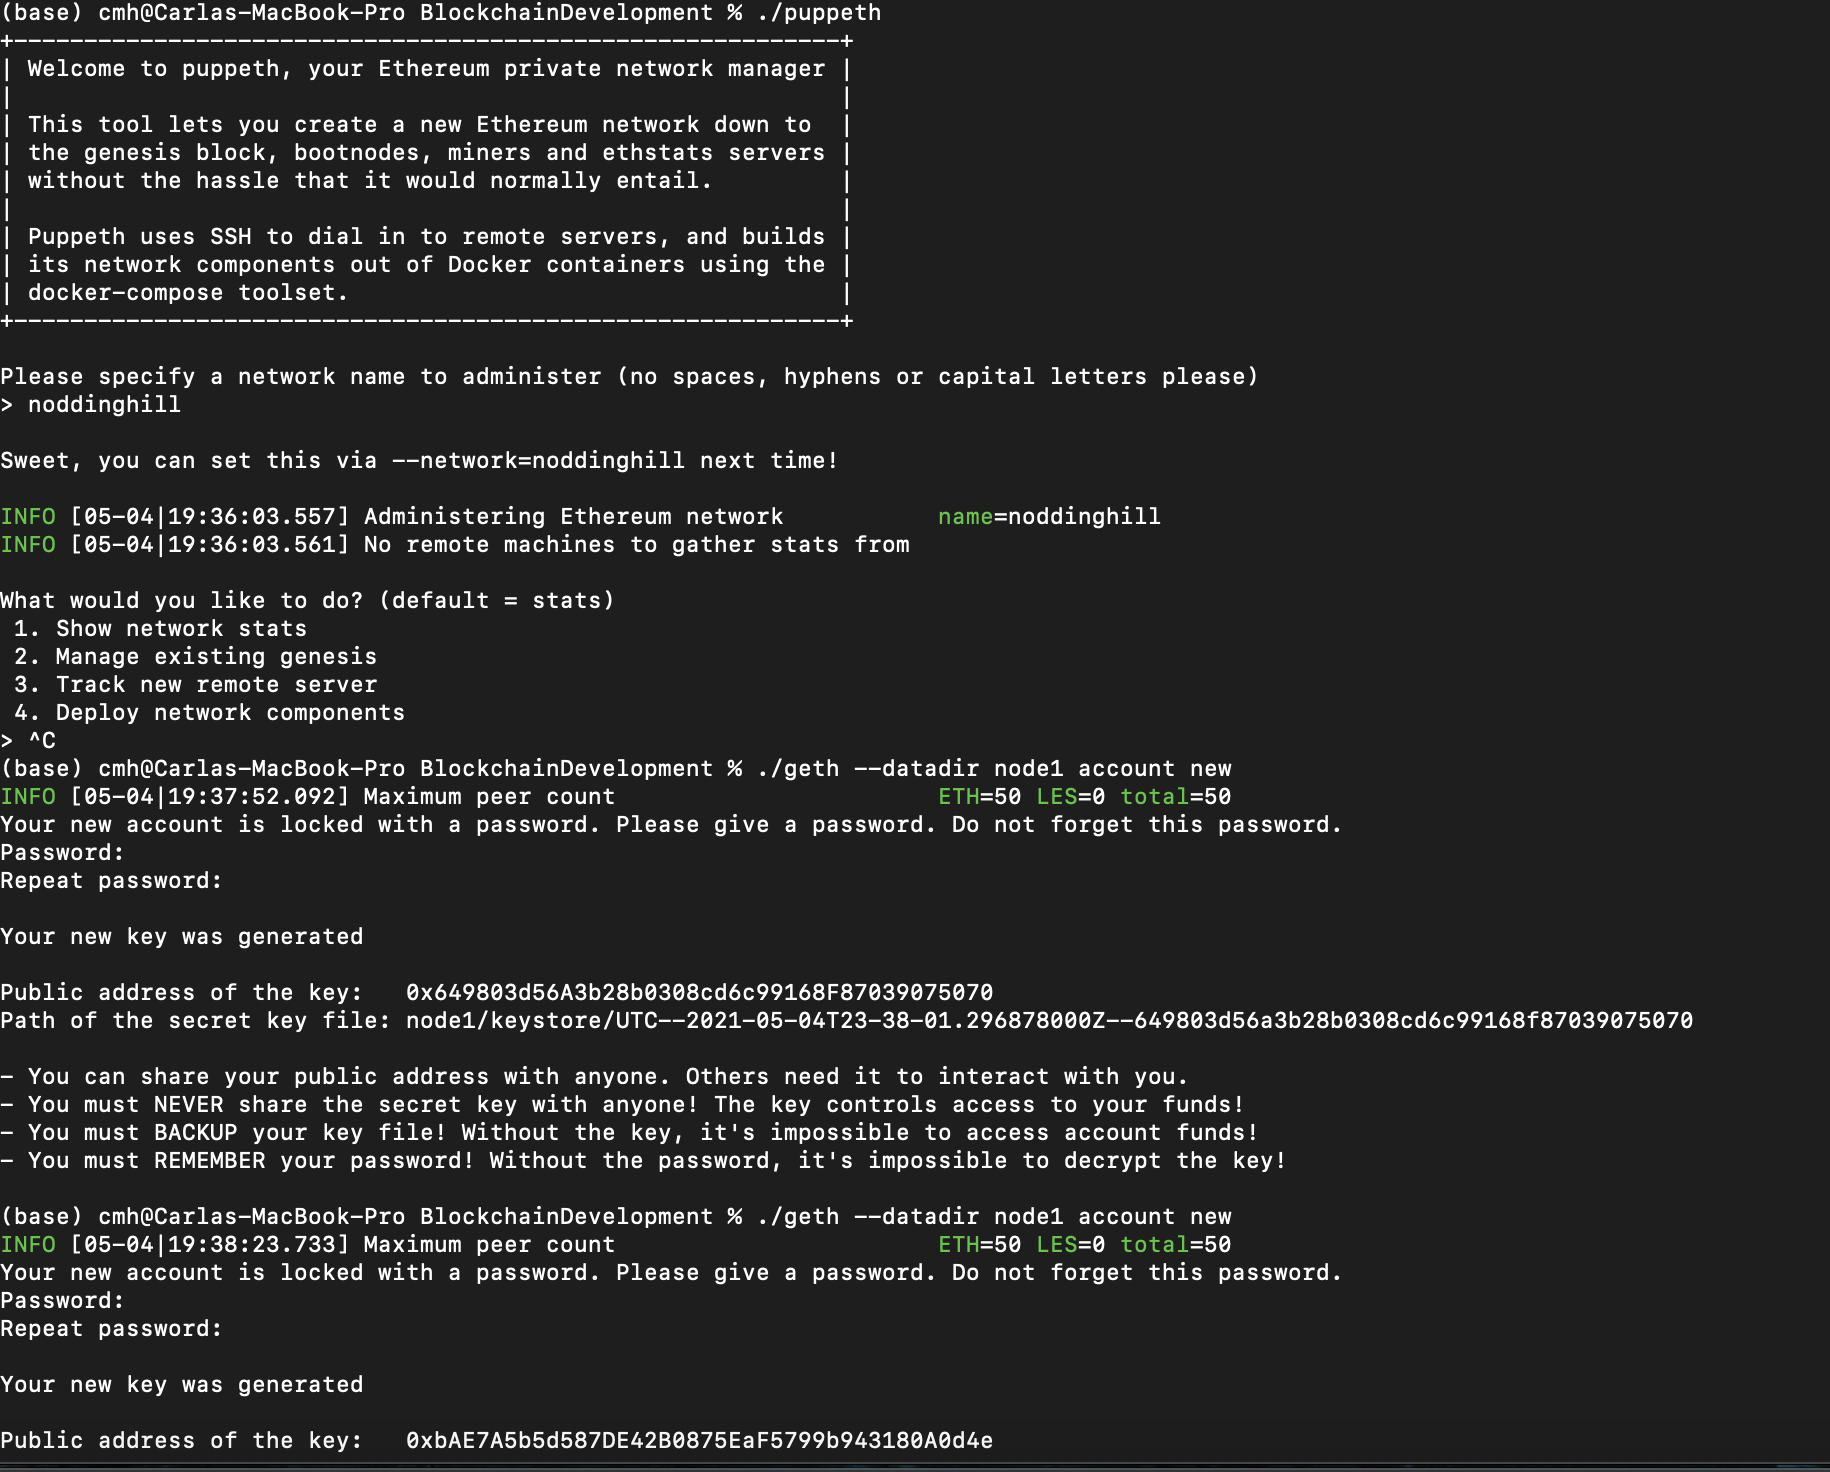 (base) cmh@Carlas-MacBook-Pro BlockchainDevelopment % ./puppeth
+-----------------------------------------------------------+
| Welcome to puppeth, your Ethereum private network manager |
|                                                           |
| This tool lets you create a new Ethereum network down to  |
| the genesis block, bootnodes, miners and ethstats servers |
| without the hassle that it would normally entail.         |
|                                                           |
| Puppeth uses SSH to dial in to remote servers, and builds |
| its network components out of Docker containers using the |
| docker-compose toolset.                                   |
+-----------------------------------------------------------+

Please specify a network name to administer (no spaces, hyphens or capital letters please)
> noddinghill

Sweet, you can set this via --network=noddinghill next time!

INFO [05-04|19:36:03.557] Administering Ethereum network           name=noddinghill
INFO [05-04|19:36:03.561] No remote machines to gather stats from

What would you like to do? (default = stats)
 1. Show network stats
 2. Manage existing genesis
 3. Track new remote server
 4. Deploy network components
> ^C
(base) cmh@Carlas-MacBook-Pro BlockchainDevelopment % ./geth --datadir node1 account new
INFO [05-04|19:37:52.092] Maximum peer count                       ETH=50 LES=0 total=50
Your new account is locked with a password. Please give a password. Do not forget this password.
Password:
Repeat password:

Your new key was generated

Public address of the key:   0x649803d56A3b28b0308cd6c99168F87039075070
Path of the secret key file: node1/keystore/UTC--2021-05-04T23-38-01.296878000Z--649803d56a3b28b0308cd6c99168f87039075070

- You can share your public address with anyone. Others need it to interact with you.
- You must NEVER share the secret key with anyone! The key controls access to your funds!
- You must BACKUP your key file! Without the key, it's impossible to access account funds!
- You must REMEMBER your password! Without the password, it's impossible to decrypt the key!

(base) cmh@Carlas-MacBook-Pro BlockchainDevelopment % ./geth --datadir node1 account new
INFO [05-04|19:38:23.733] Maximum peer count                       ETH=50 LES=0 total=50
Your new account is locked with a password. Please give a password. Do not forget this password.
Password:
Repeat password:

Your new key was generated

Public address of the key:   0xbAE7A5b5d587DE42B0875EaF5799b943180A0d4e